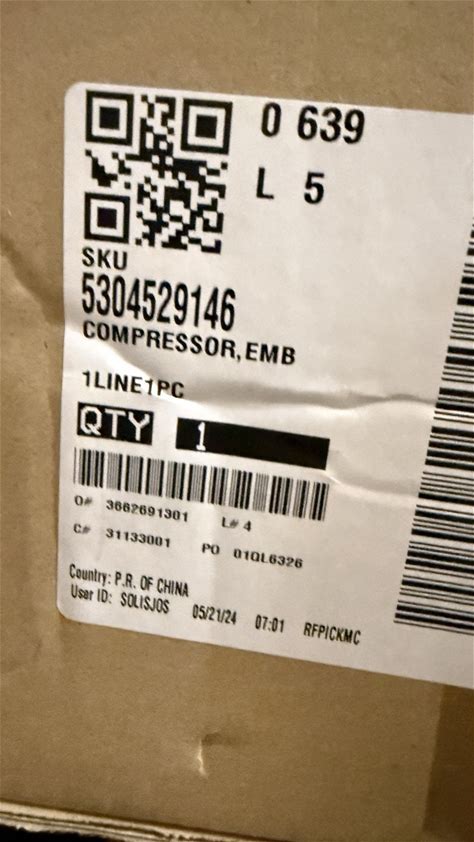 0 639
L 5
SKU
5304529146
COMPRESSOR, EMB
1LINE1PC
QTY 1
O# 3662691301 L# 4
C# 31133001 PO 01QL6326
Country: P.R. OF CHINA
User ID: SOLISJOS 05/21/24 07:01 RFPICKMC